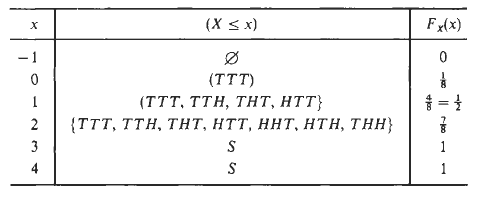 x (X ≤ x) F_X(x)
−1 ∅ 0
0 (TTT) 1/8
1 (TTT, TTH, THT, HTT} 4/8 = 1/2
2 {TTT, TTH, THT, HTT, HHT, HTH, THH} 7/8
3 S 1
4 S 1